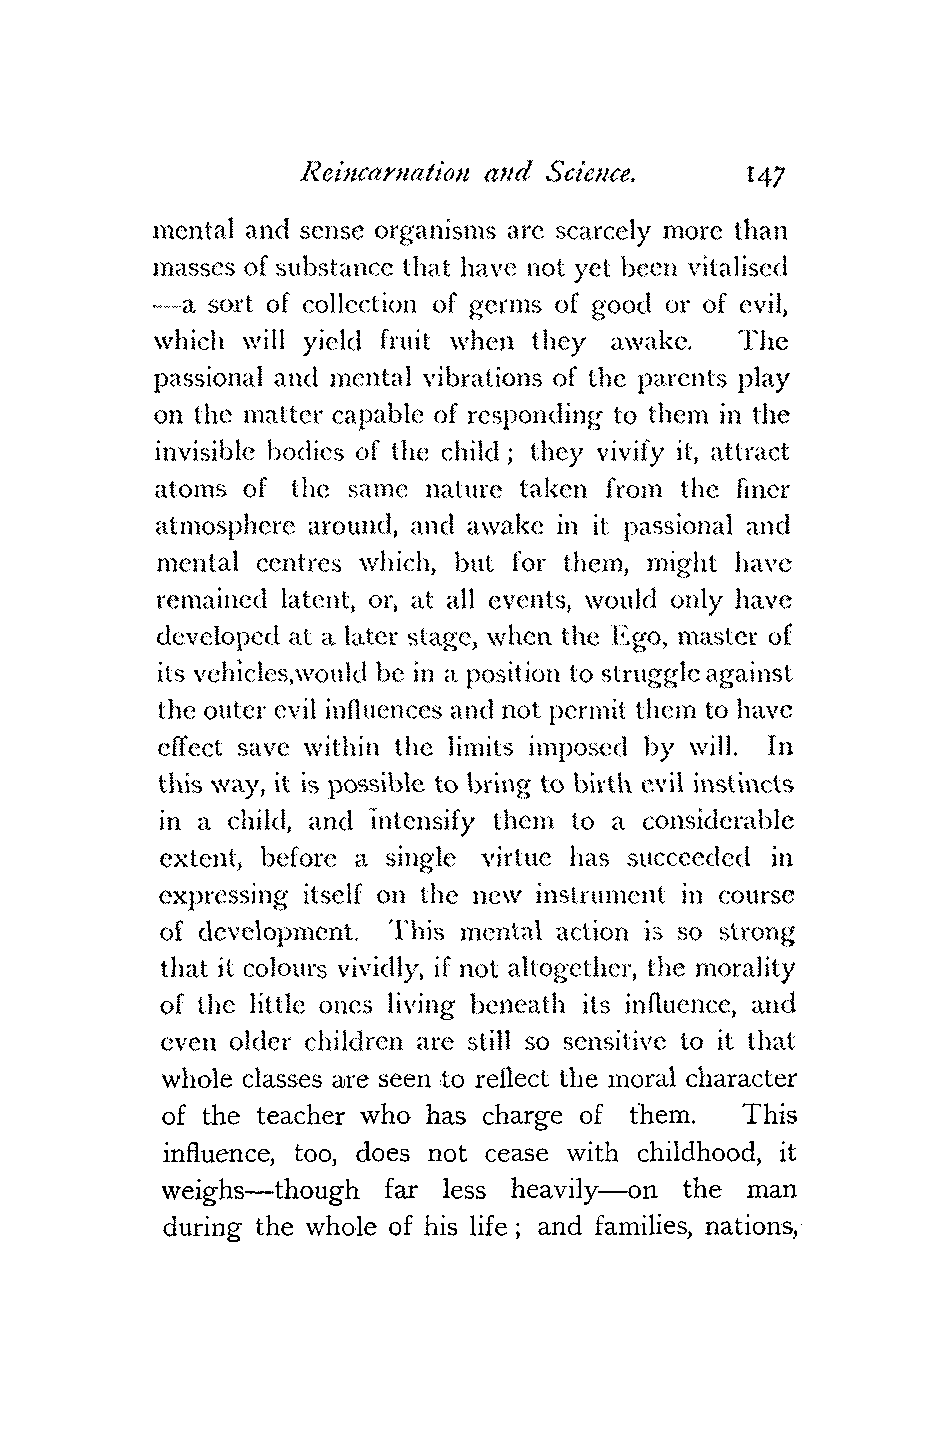 Reincarnation and Science. 147
mental and sense organisms are scarcely more than
masses of substance that have not yet been vitalised
—a sort of collection of germs of good or of evil,
which will yield fruit when they awake. The
passional and mental vibrations of the parents play
on the matter capable of responding to them in the
invisible bodies of the child ; they vivify it, attract
atoms of the same nature taken from the finer
atmosphere around, and awake in it passional and
mental centres which, but for them, might have
remained latent, or, at all events, would only have
developed at a later stage, when the Ego, master of
its vehicles,would be in a position to struggle against
the outer evil influences and not permit them to have
effect save within the limits imposed by will. In
this way, it is possible to bring to birth evil instincts
in a child, and intensify them to a considerable
extent, before a single virtue has succeeded in
expressing itself on the new instrument in course
of development. This mental action is so strong
that it colours vividly, if not altogether, the morality
of the little ones living beneath its influence, and
even older children are still so sensitive to it that
whole classes are seen to reflect the moral character
of the teacher who has charge of them. This
influence, too, does not cease with childhood, it
weighs—though far less heavily—on the man
during the whole of his life ; and families, nations,